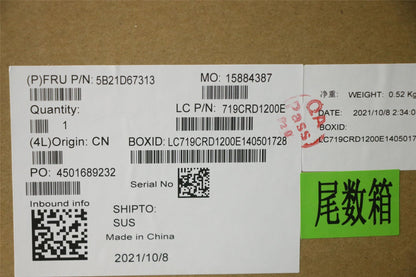 (P)FRU P/N: 5B21D67313
MO: 15884387
Quantity:
1
LC P/N: 719CRD1200E
(4L)Origin: CN
BOXID: LC719CRD1200E140501728
PO: 4501689232
Serial No
Inbound info
SHIPTO:
SUS
Made in China
2021/10/8
净重: WEIGHT: 0.52 Kg
DATE: 2021/10/8 2:34:0
BOXID:
LC719CRD1200E1405017
尾数箱